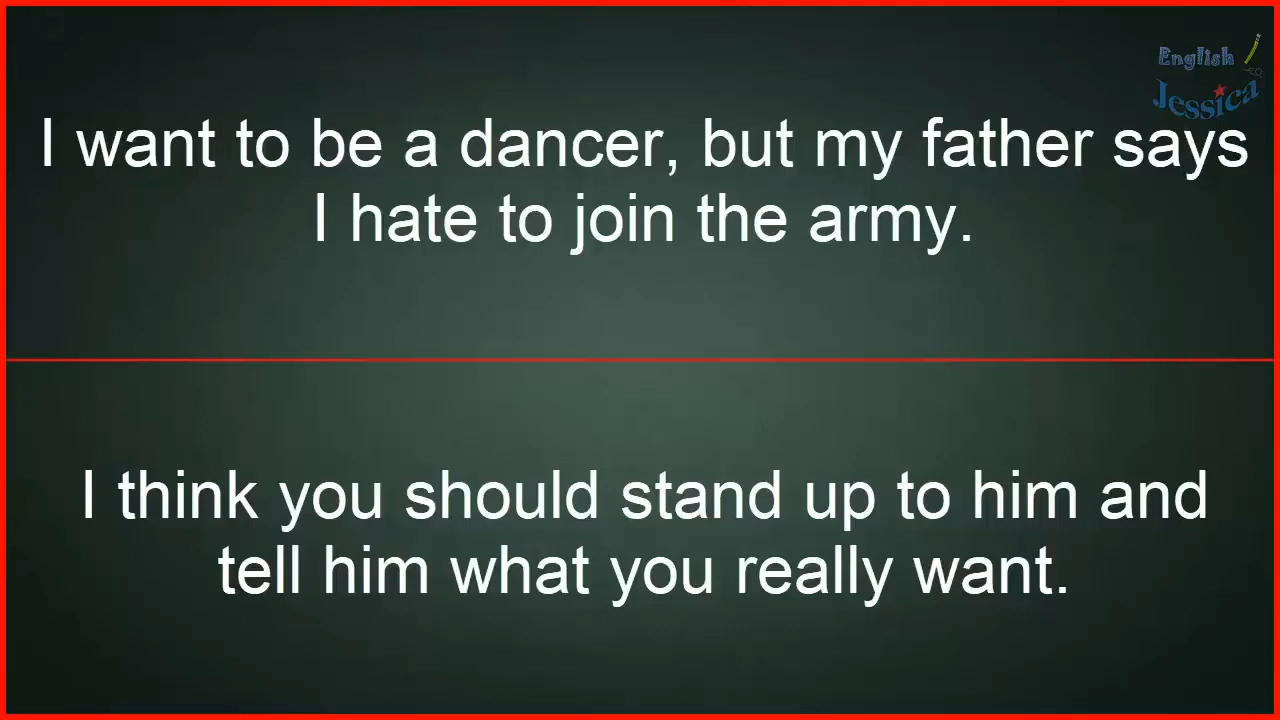 English
Jessica
I want to be a dancer, but my father says
I hate to join the army.
I think you should stand up to him and
tell him what you really want.